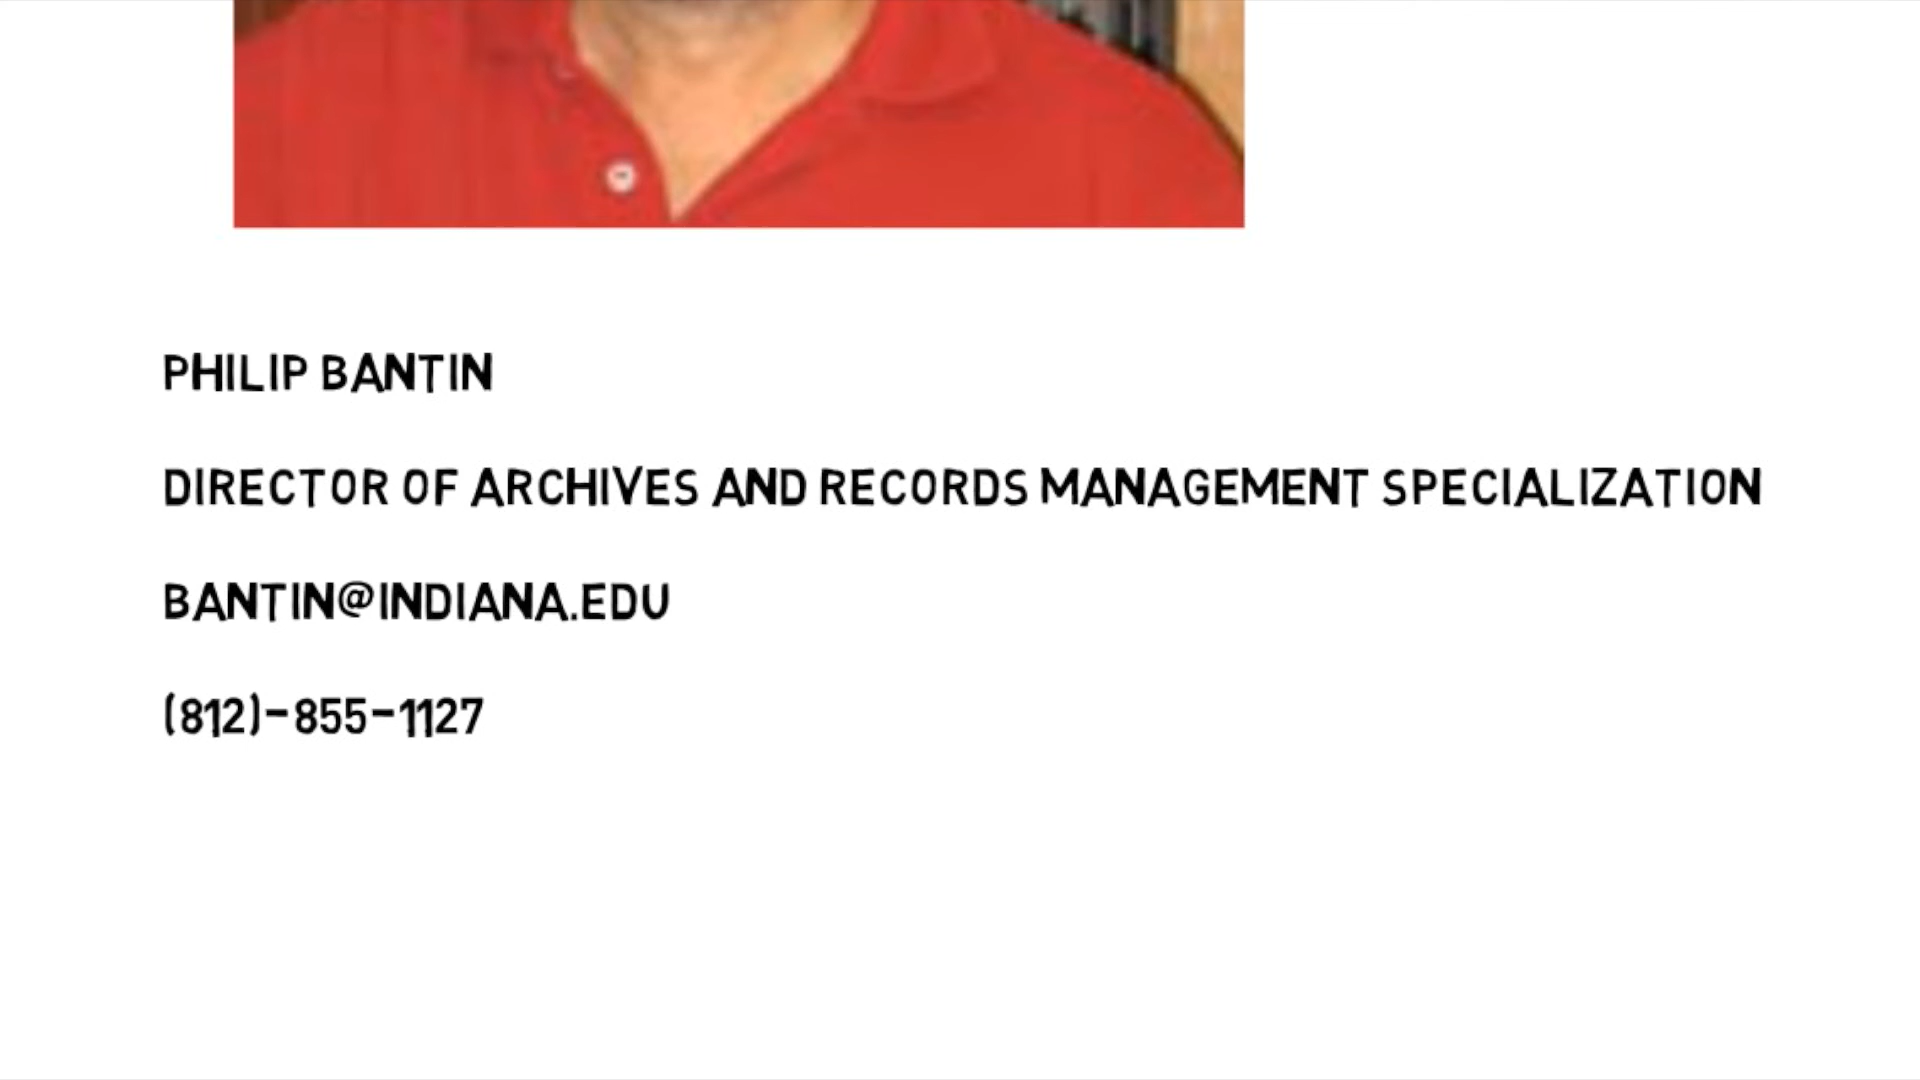 PHILIP BANTIN
DIRECTOR OF ARCHIVES AND RECORDS MANAGEMENT SPECIALIZATION
BANTIN@INDIANA.EDU
(812)-855-1127